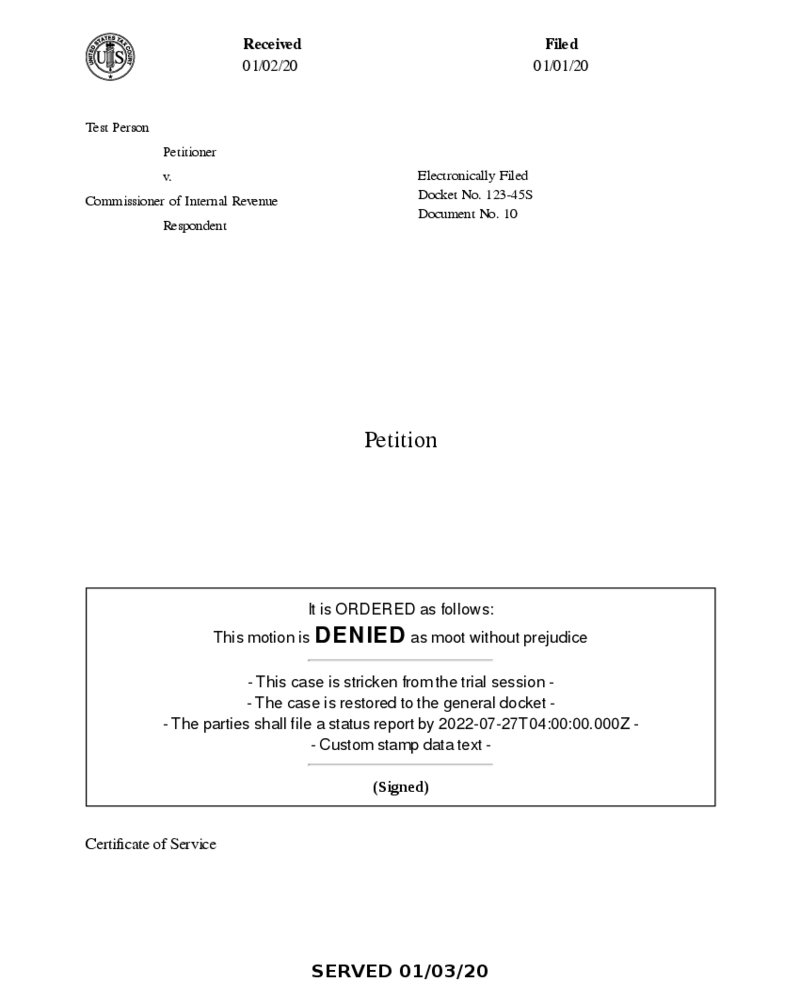 UNITED STATES TAX COURT
US
Received
01/02/20
Filed
01/01/20
Test Person
Petitioner
v.
Commissioner of Internal Revenue
Respondent
Electronically Filed
Docket No. 123-45S
Document No. 10
Petition
It is ORDERED as follows:
This motion is DENIED as moot without prejudice
- This case is stricken from the trial session -
- The case is restored to the general docket -
- The parties shall file a status report by 2022-07-27T04:00:00.000Z -
- Custom stamp data text -
(Signed)
Certificate of Service
SERVED 01/03/20